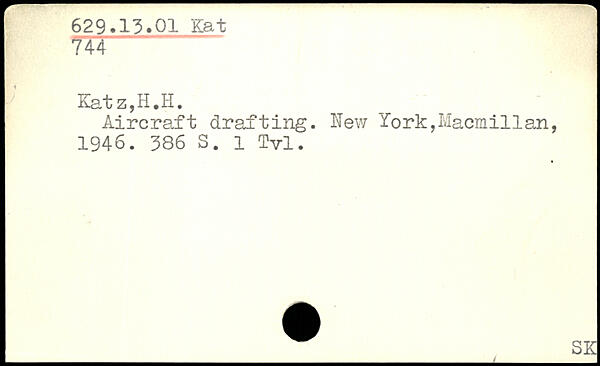 629.13.01 Kat
744
Katz,H.H.
Aircraft drafting. New York,Macmillan,
1946. 386 S. 1 Tvl.
SK